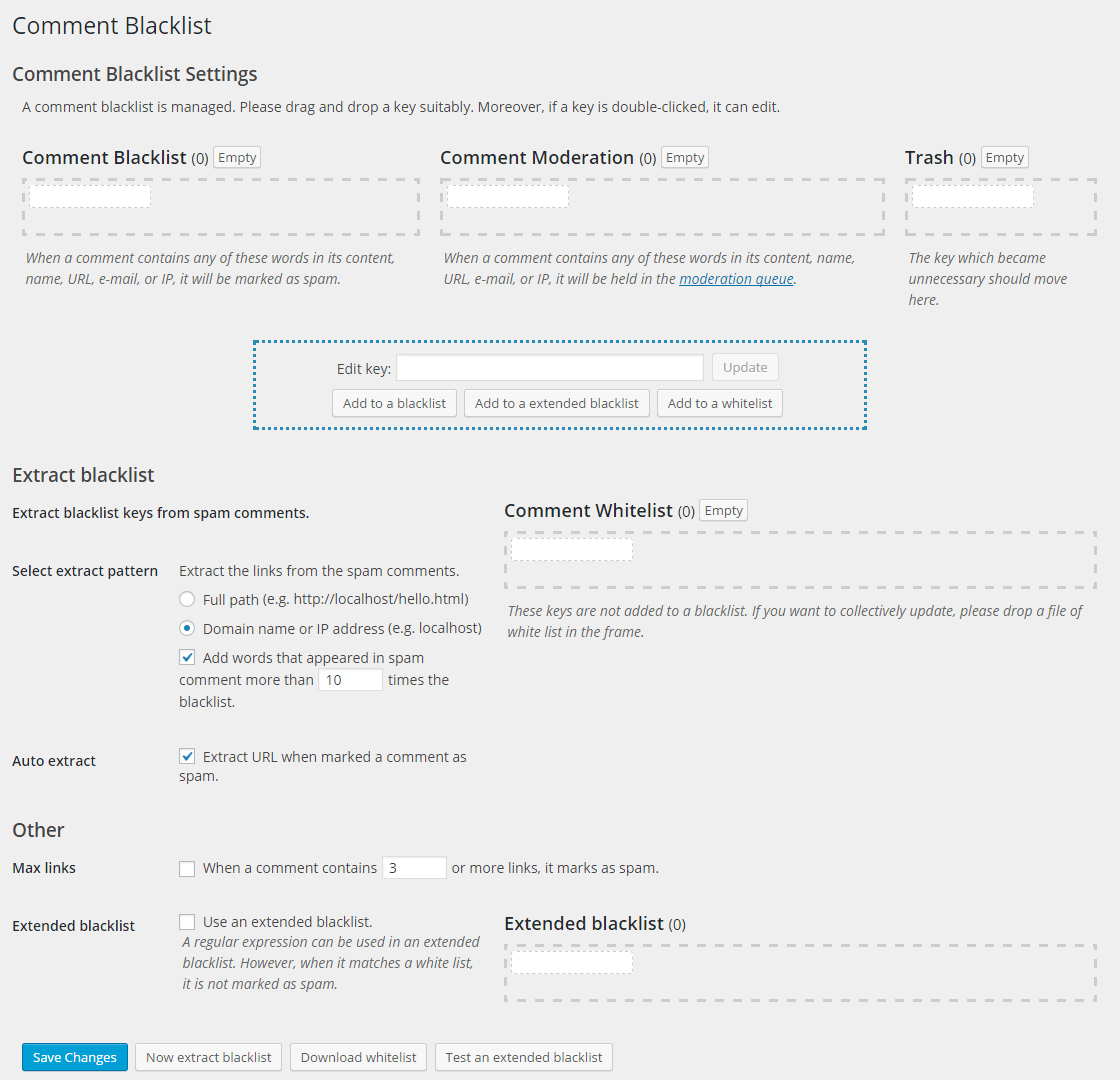 Comment Blacklist
Comment Blacklist Settings
A comment blacklist is managed. Please drag and drop a key suitably. Moreover, if a key is double-clicked, it can edit.
Comment Blacklist (0) Empty
When a comment contains any of these words in its content,
name, URL, e-mail, or IP, it will be marked as spam.
Comment Moderation (0) Empty
When a comment contains any of these words in its content, name,
URL, e-mail, or IP, it will be held in the moderation queue.
Trash (0) Empty
The key which became
unnecessary should move
here.
Edit key: Update
Add to a blacklist Add to a extended blacklist Add to a whitelist
Extract blacklist
Extract blacklist keys from spam comments.
Select extract pattern
Extract the links from the spam comments.
Full path (e.g. http://localhost/hello.html)
Domain name or IP address (e.g. localhost)
Add words that appeared in spam
comment more than 10 times the
blacklist.
Comment Whitelist (0) Empty
These keys are not added to a blacklist. If you want to collectively update, please drop a file of
white list in the frame.
Auto extract
Extract URL when marked a comment as
spam.
Other
Max links
When a comment contains 3 or more links, it marks as spam.
Extended blacklist
Use an extended blacklist.
A regular expression can be used in an extended
blacklist. However, when it matches a white list,
it is not marked as spam.
Extended blacklist (0)
Save Changes Now extract blacklist Download whitelist Test an extended blacklist